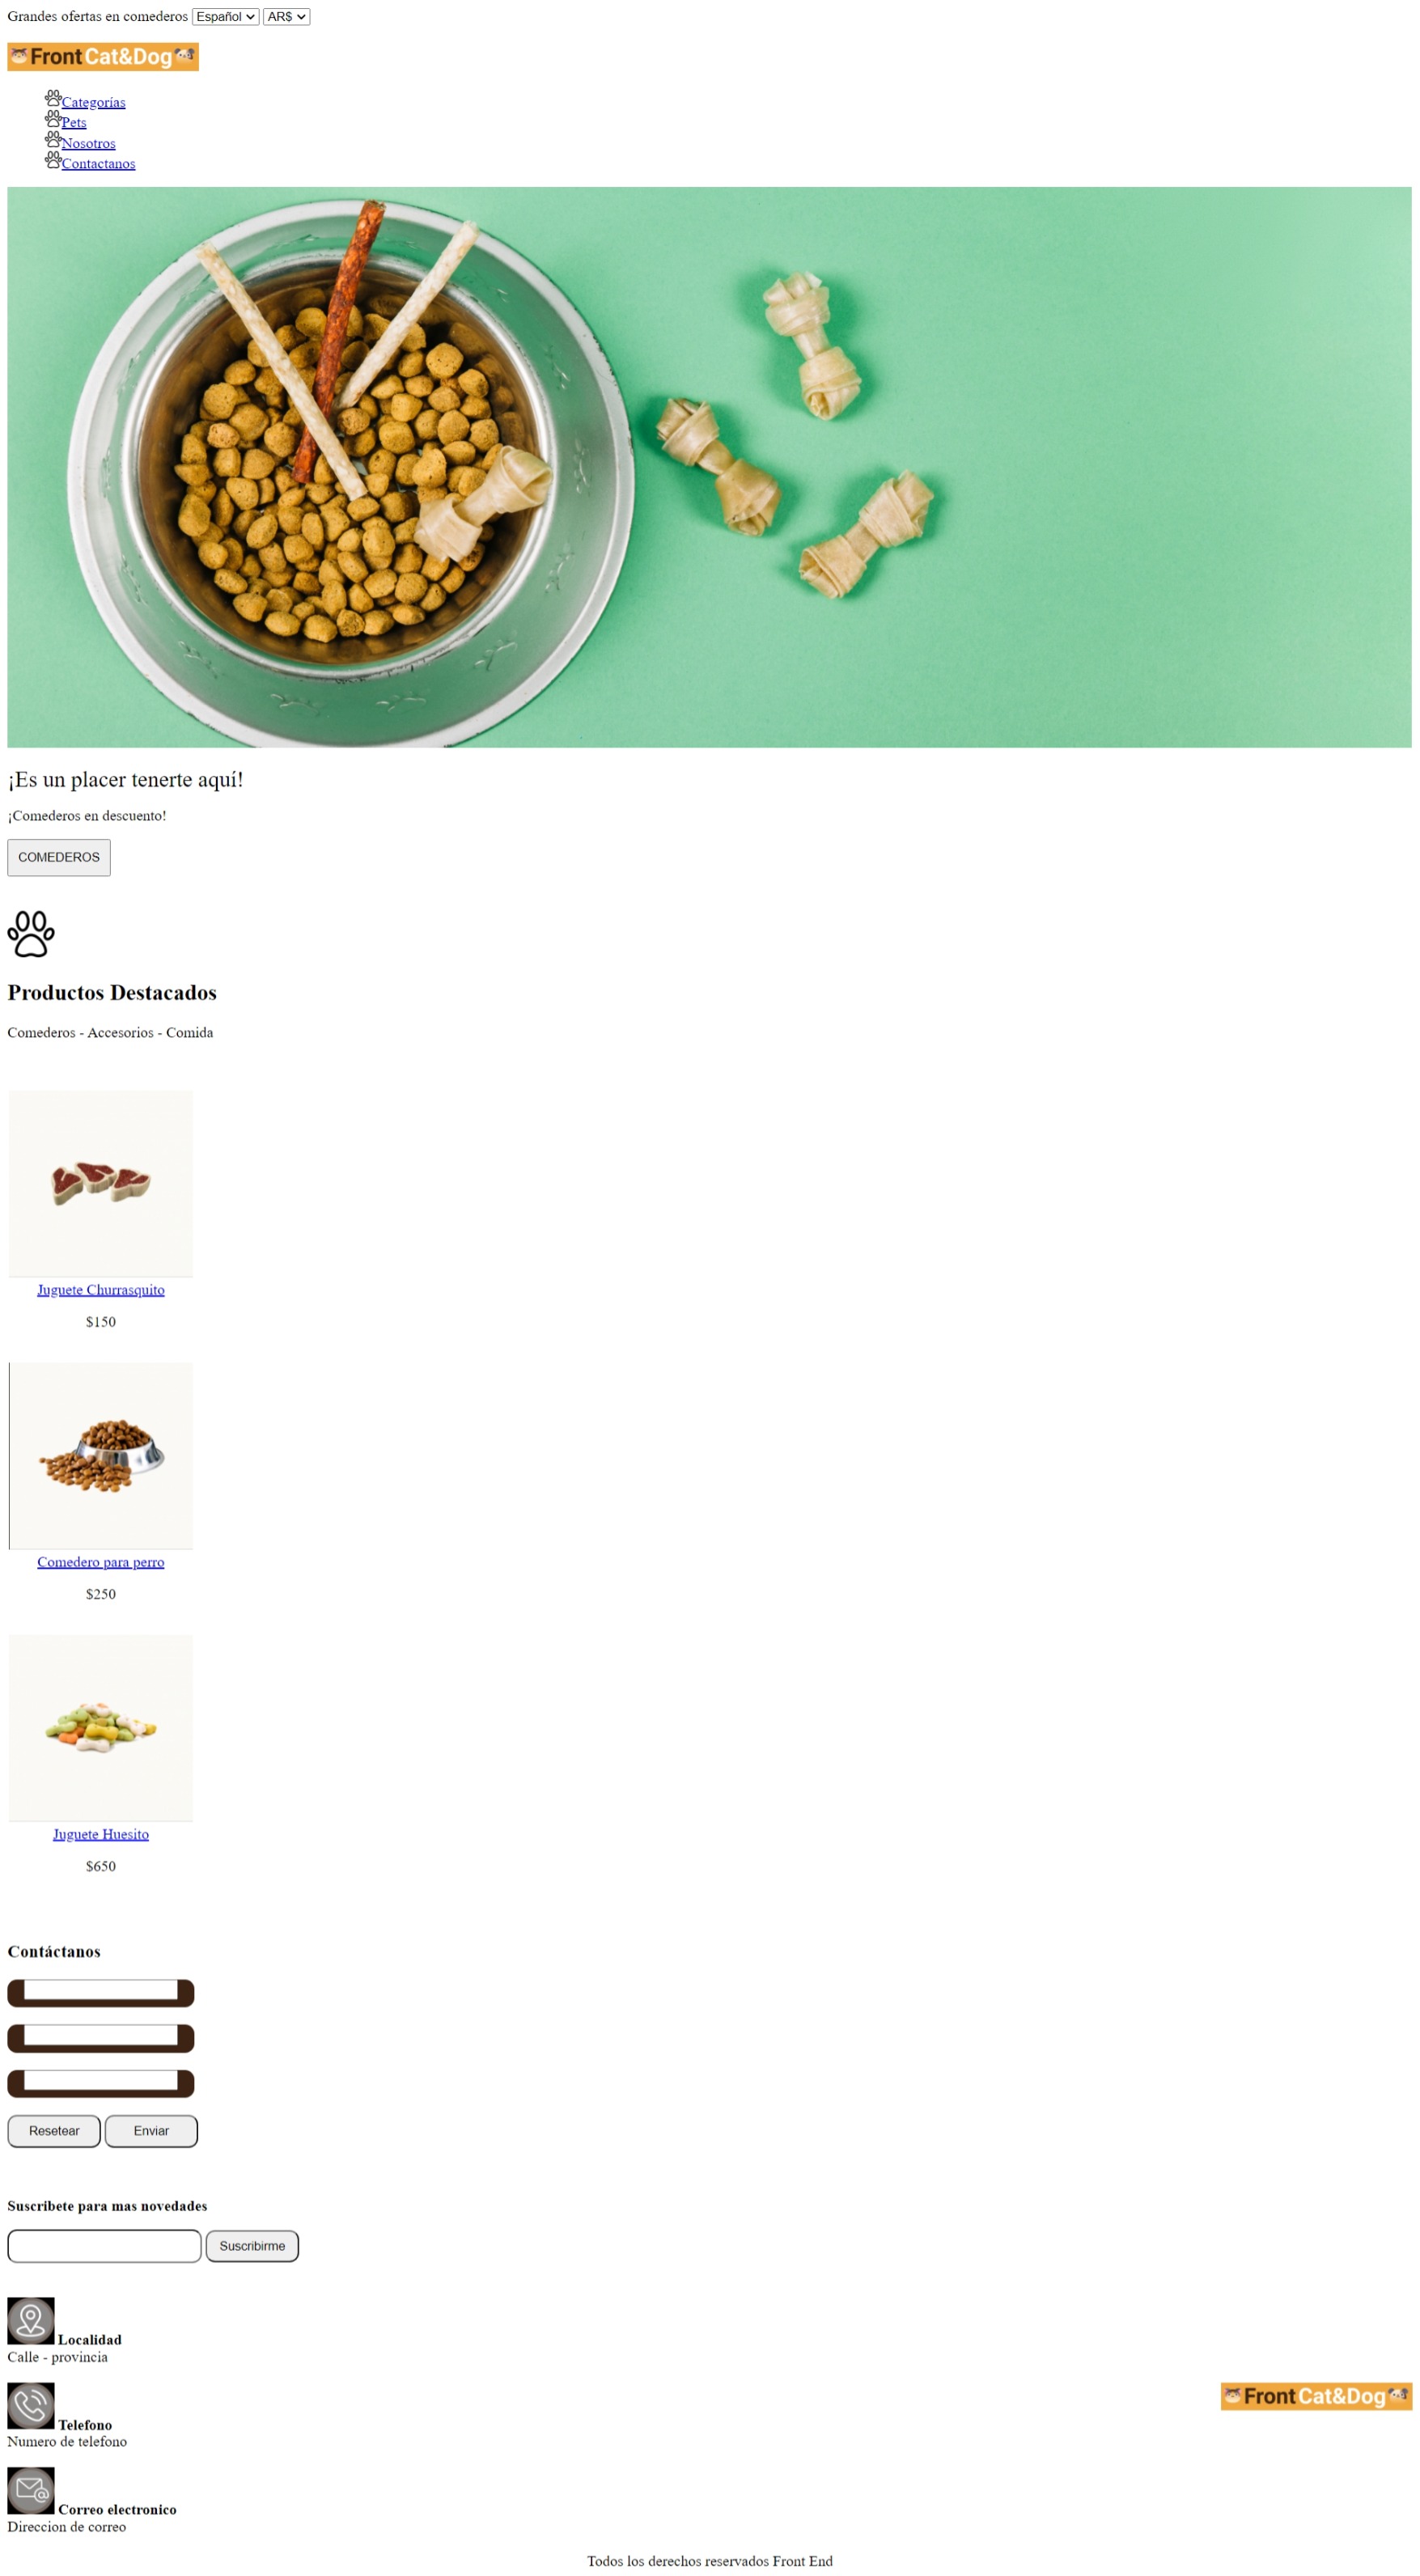 Grandes ofertas en comederos Español AR$
Front Cat&Dog
Categorías
Pets
Nosotros
Contactanos
¡Es un placer tenerte aquí!
¡Comederos en descuento!
COMEDEROS
Productos Destacados
Comederos - Accesorios - Comida
Juguete Churrasquito
$150
Comedero para perro
$250
Juguete Huesito
$650
Contáctanos
Resetear Enviar
Suscribete para mas novedades
Suscribirme
Localidad
Calle - provincia
Front Cat&Dog
Telefono
Numero de telefono
Correo electronico
Direccion de correo
Todos los derechos reservados Front End